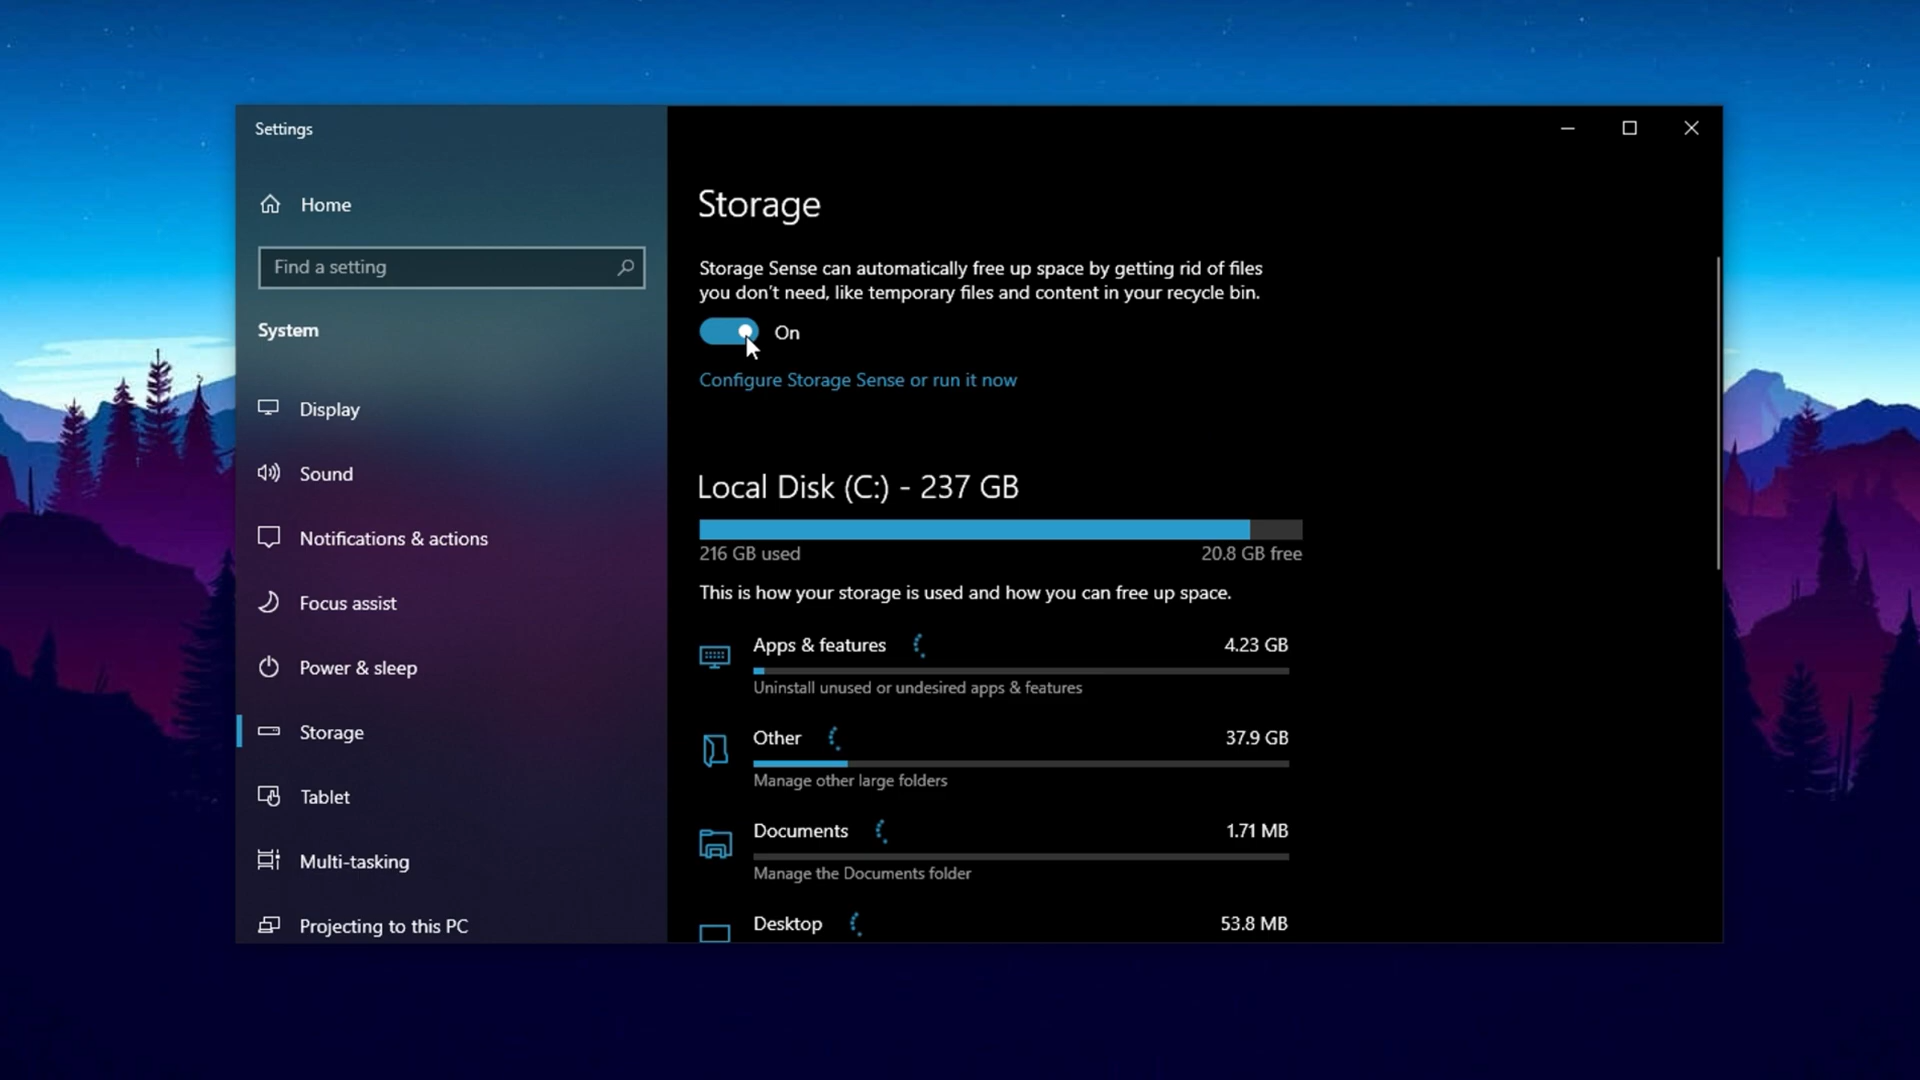 Settings
Home
Find a setting
System
Display
Sound
Notifications & actions
Focus assist
Power & sleep
Storage
Tablet
Multi-tasking
Projecting to this PC
Storage
Storage Sense can automatically free up space by getting rid of files
you don't need, like temporary files and content in your recycle bin.
On
Configure Storage Sense or run it now
Local Disk (C:) - 237 GB
216 GB used 20.8 GB free
This is how your storage is used and how you can free up space.
Apps & features 4.23 GB
Uninstall unused or undesired apps & features
Other 37.9 GB
Manage other large folders
Documents 1.71 MB
Manage the Documents folder
Desktop 53.8 MB